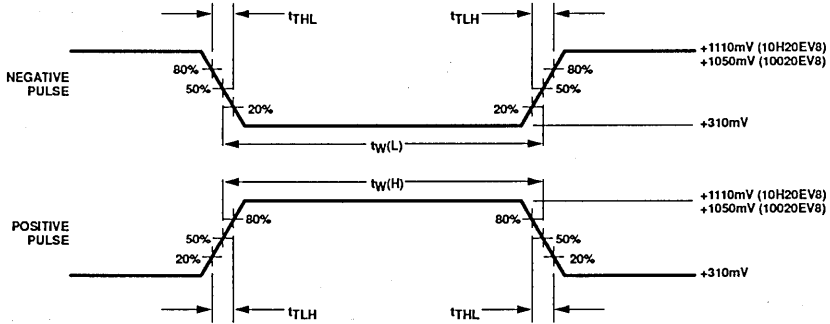 tTHL
tTLH
+1110mV (10H20EV8)
+1050mV (10020EV8)
NEGATIVE
PULSE
80%
50%
20%
80%
50%
20%
+310mV
tW(L)
tW(H)
+1110mV (10H20EV8)
+1050mV (10020EV8)
POSITIVE
PULSE
80%
50%
20%
80%
50%
20%
+310mV
tTLH
tTHL